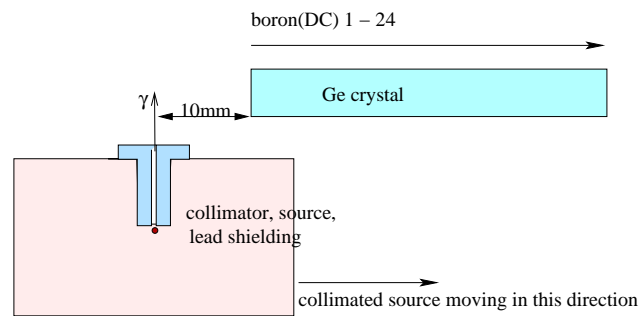 boron(DC) 1 – 24
Ge crystal
γ
10mm
collimator, source,
lead shielding
collimated source moving in this direction